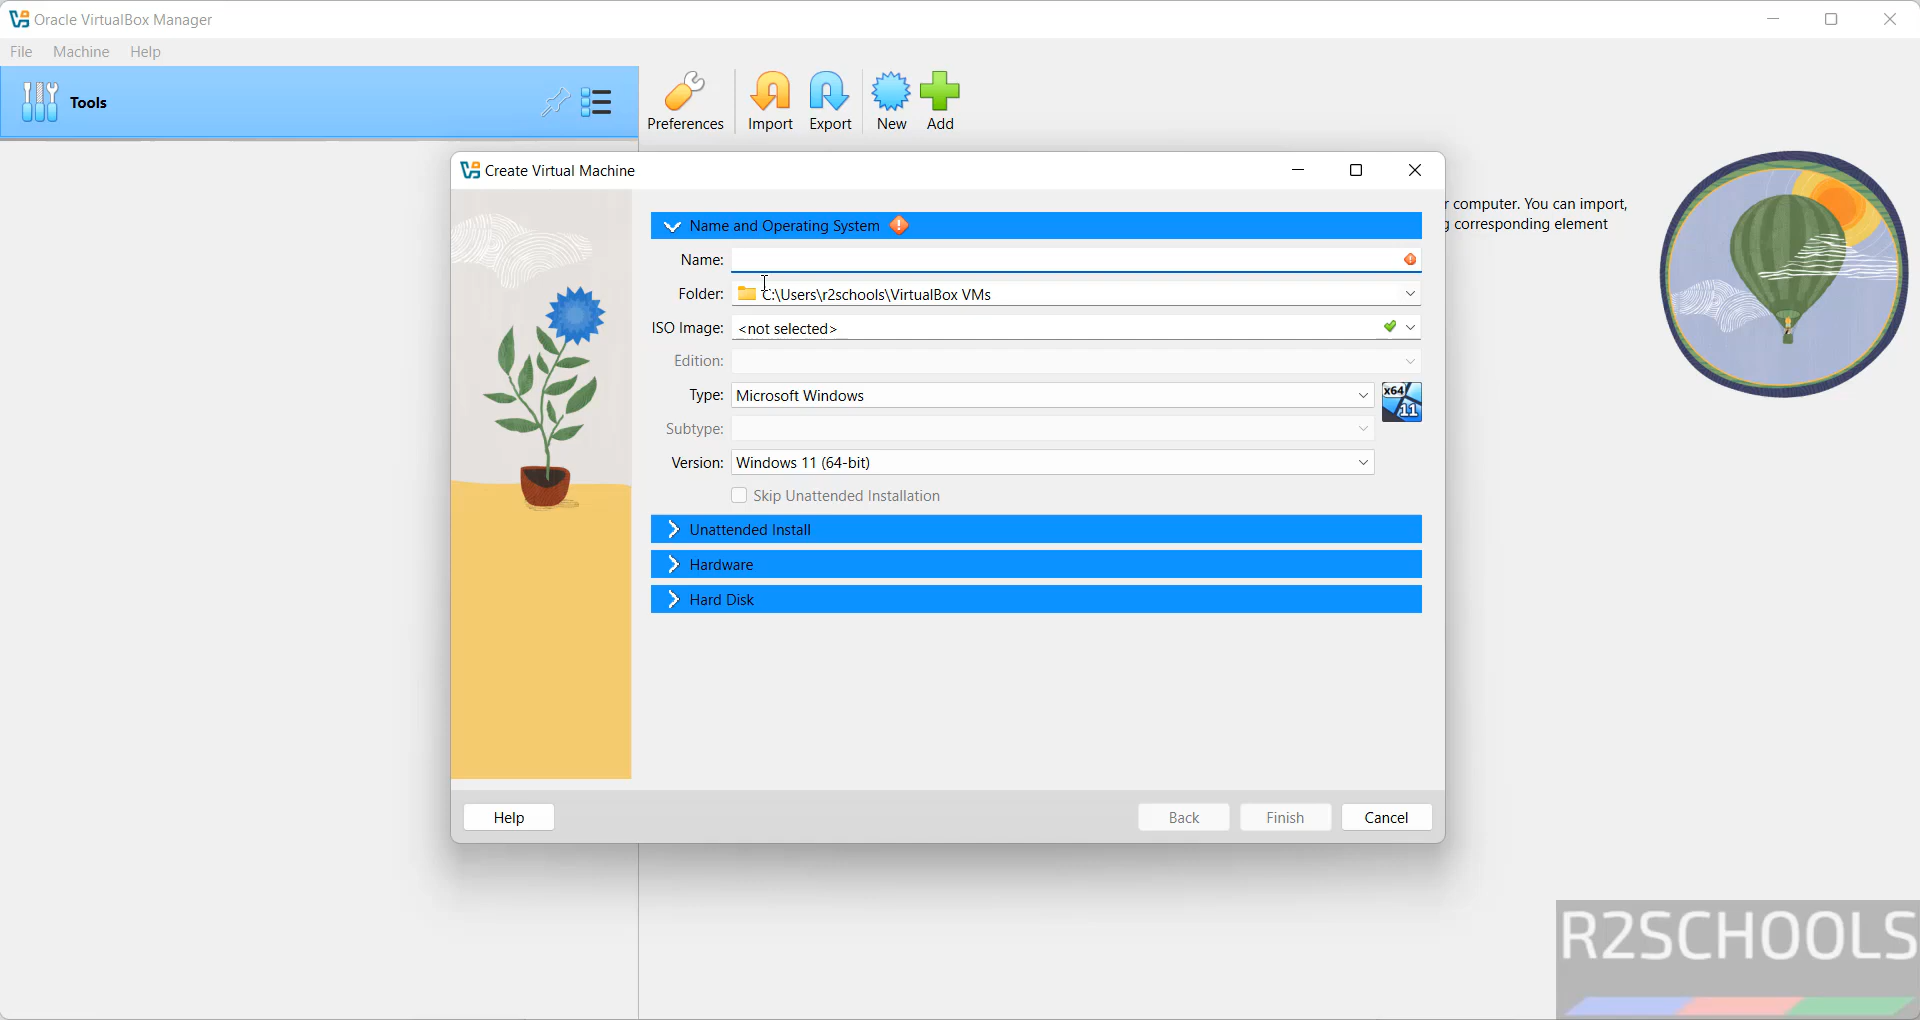 Oracle VirtualBox Manager
File Machine Help
Tools
Preferences Import Export New Add
Create Virtual Machine
r computer. You can import,
corresponding element
Name and Operating System
Name:
Folder: C:\Users\r2schools\VirtualBox VMs
ISO Image: <not selected>
Edition:
Type: Microsoft Windows
x64
11
Subtype:
Version: Windows 11 (64-bit)
Skip Unattended Installation
Unattended Install
Hardware
Hard Disk
Help Back Finish Cancel
R2SCHOOLS